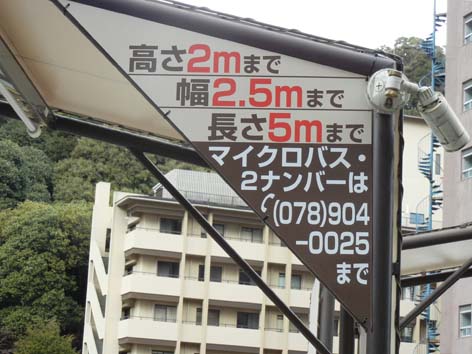 高さ2mまで
幅2.5mまで
長さ5mまで
マイクロバス・
2ナンバーは
(078)904
-0025
まで